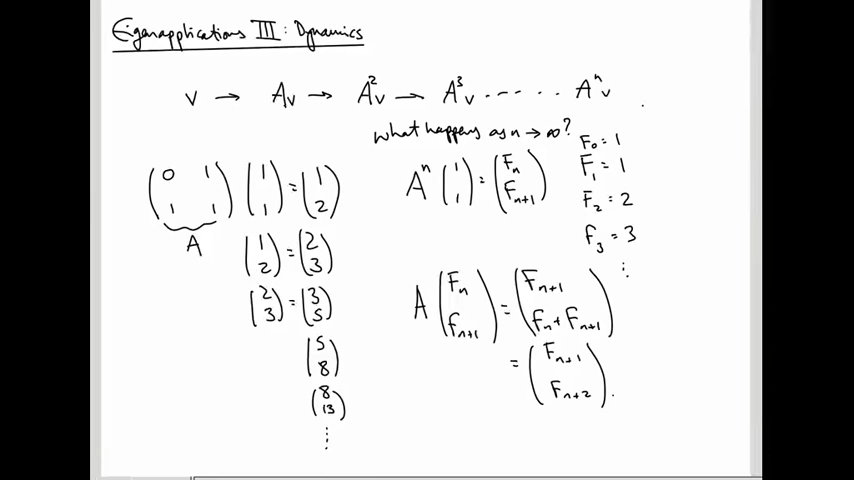 Eigenapplications III: Dynamics
v → Av → A²v → A³v ........ Aⁿv
what happens as n → ∞?
(0 1 / 1 1) (1 / 1) = (1 / 2)
A
(1 / 2) = (2 / 3)
(2 / 3) = (3 / 5)
(5 / 8)
(8 / 13)
⋮
Aⁿ (1 / 1) = (Fₙ / Fₙ₊₁)
F₀ = 1
F₁ = 1
F₂ = 2
F₃ = 3
⋮
A (Fₙ / Fₙ₊₁) = (Fₙ₊₁ / Fₙ + Fₙ₊₁)
= (Fₙ₊₁ / Fₙ₊₂).